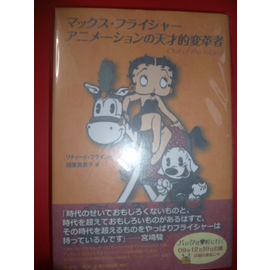 マックス・フライシャー
アニメーションの天才的変革者
Out of the Inkwell
リチャード・フライシャー
「時代のせいでおもしろくないものと、
時代を超えておもしろいものがあるはずで、
その時代を超えるものをやっぱりフライシャーは
持っているんです」——宮崎駿